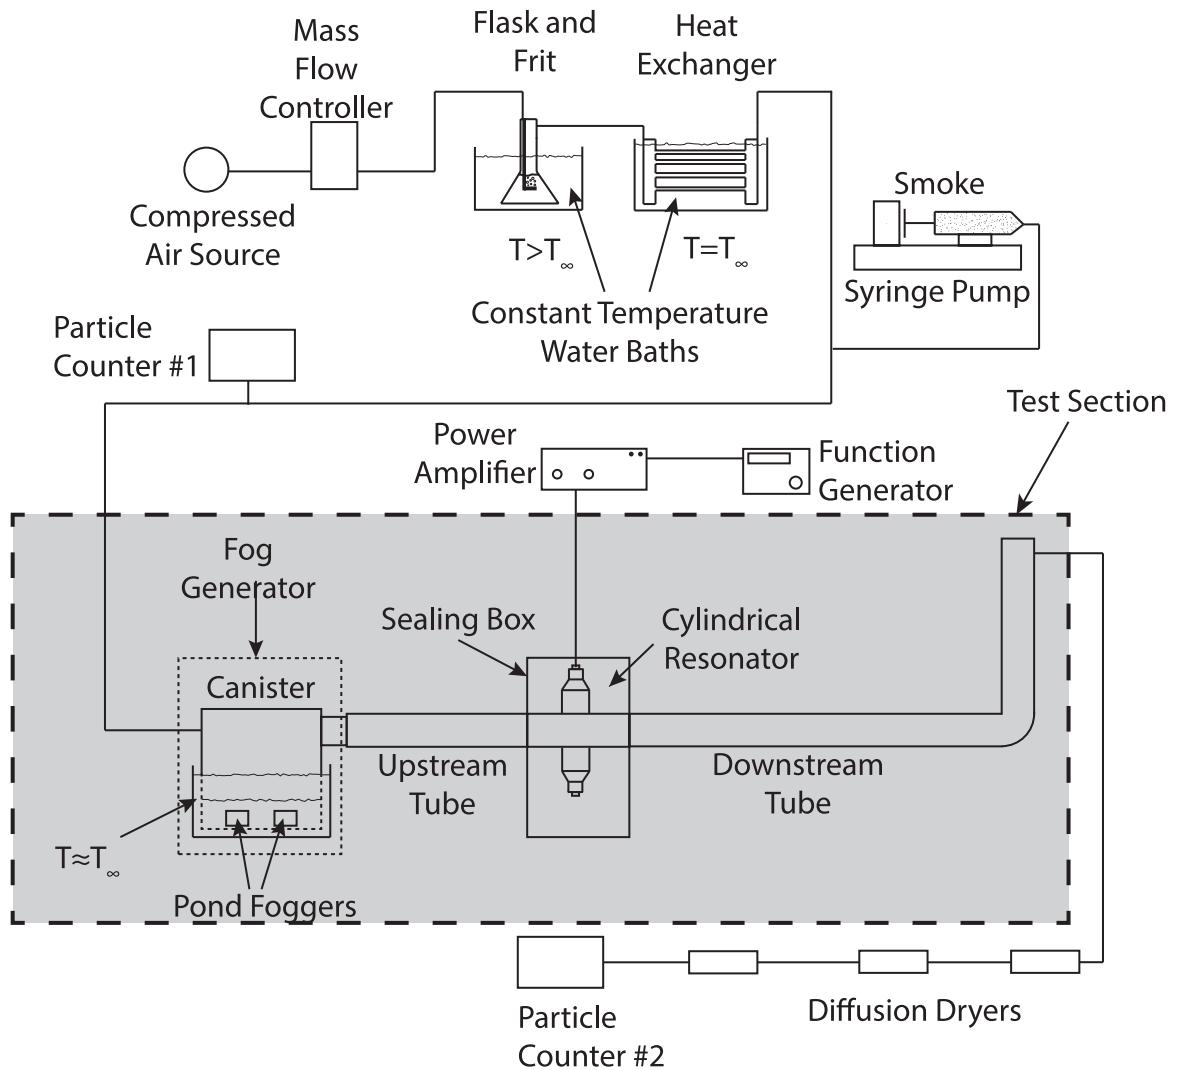 Mass
Flow
Controller
Flask and
Frit
Heat
Exchanger
Compressed
Air Source
T>T∞
T=T∞
Smoke
Syringe Pump
Constant Temperature
Water Baths
Particle
Counter #1
Test Section
Power
Amplifier
Function
Generator
Fog
Generator
Sealing Box
Cylindrical
Resonator
Canister
Upstream
Tube
Downstream
Tube
T≈T∞
Pond Foggers
Diffusion Dryers
Particle
Counter #2